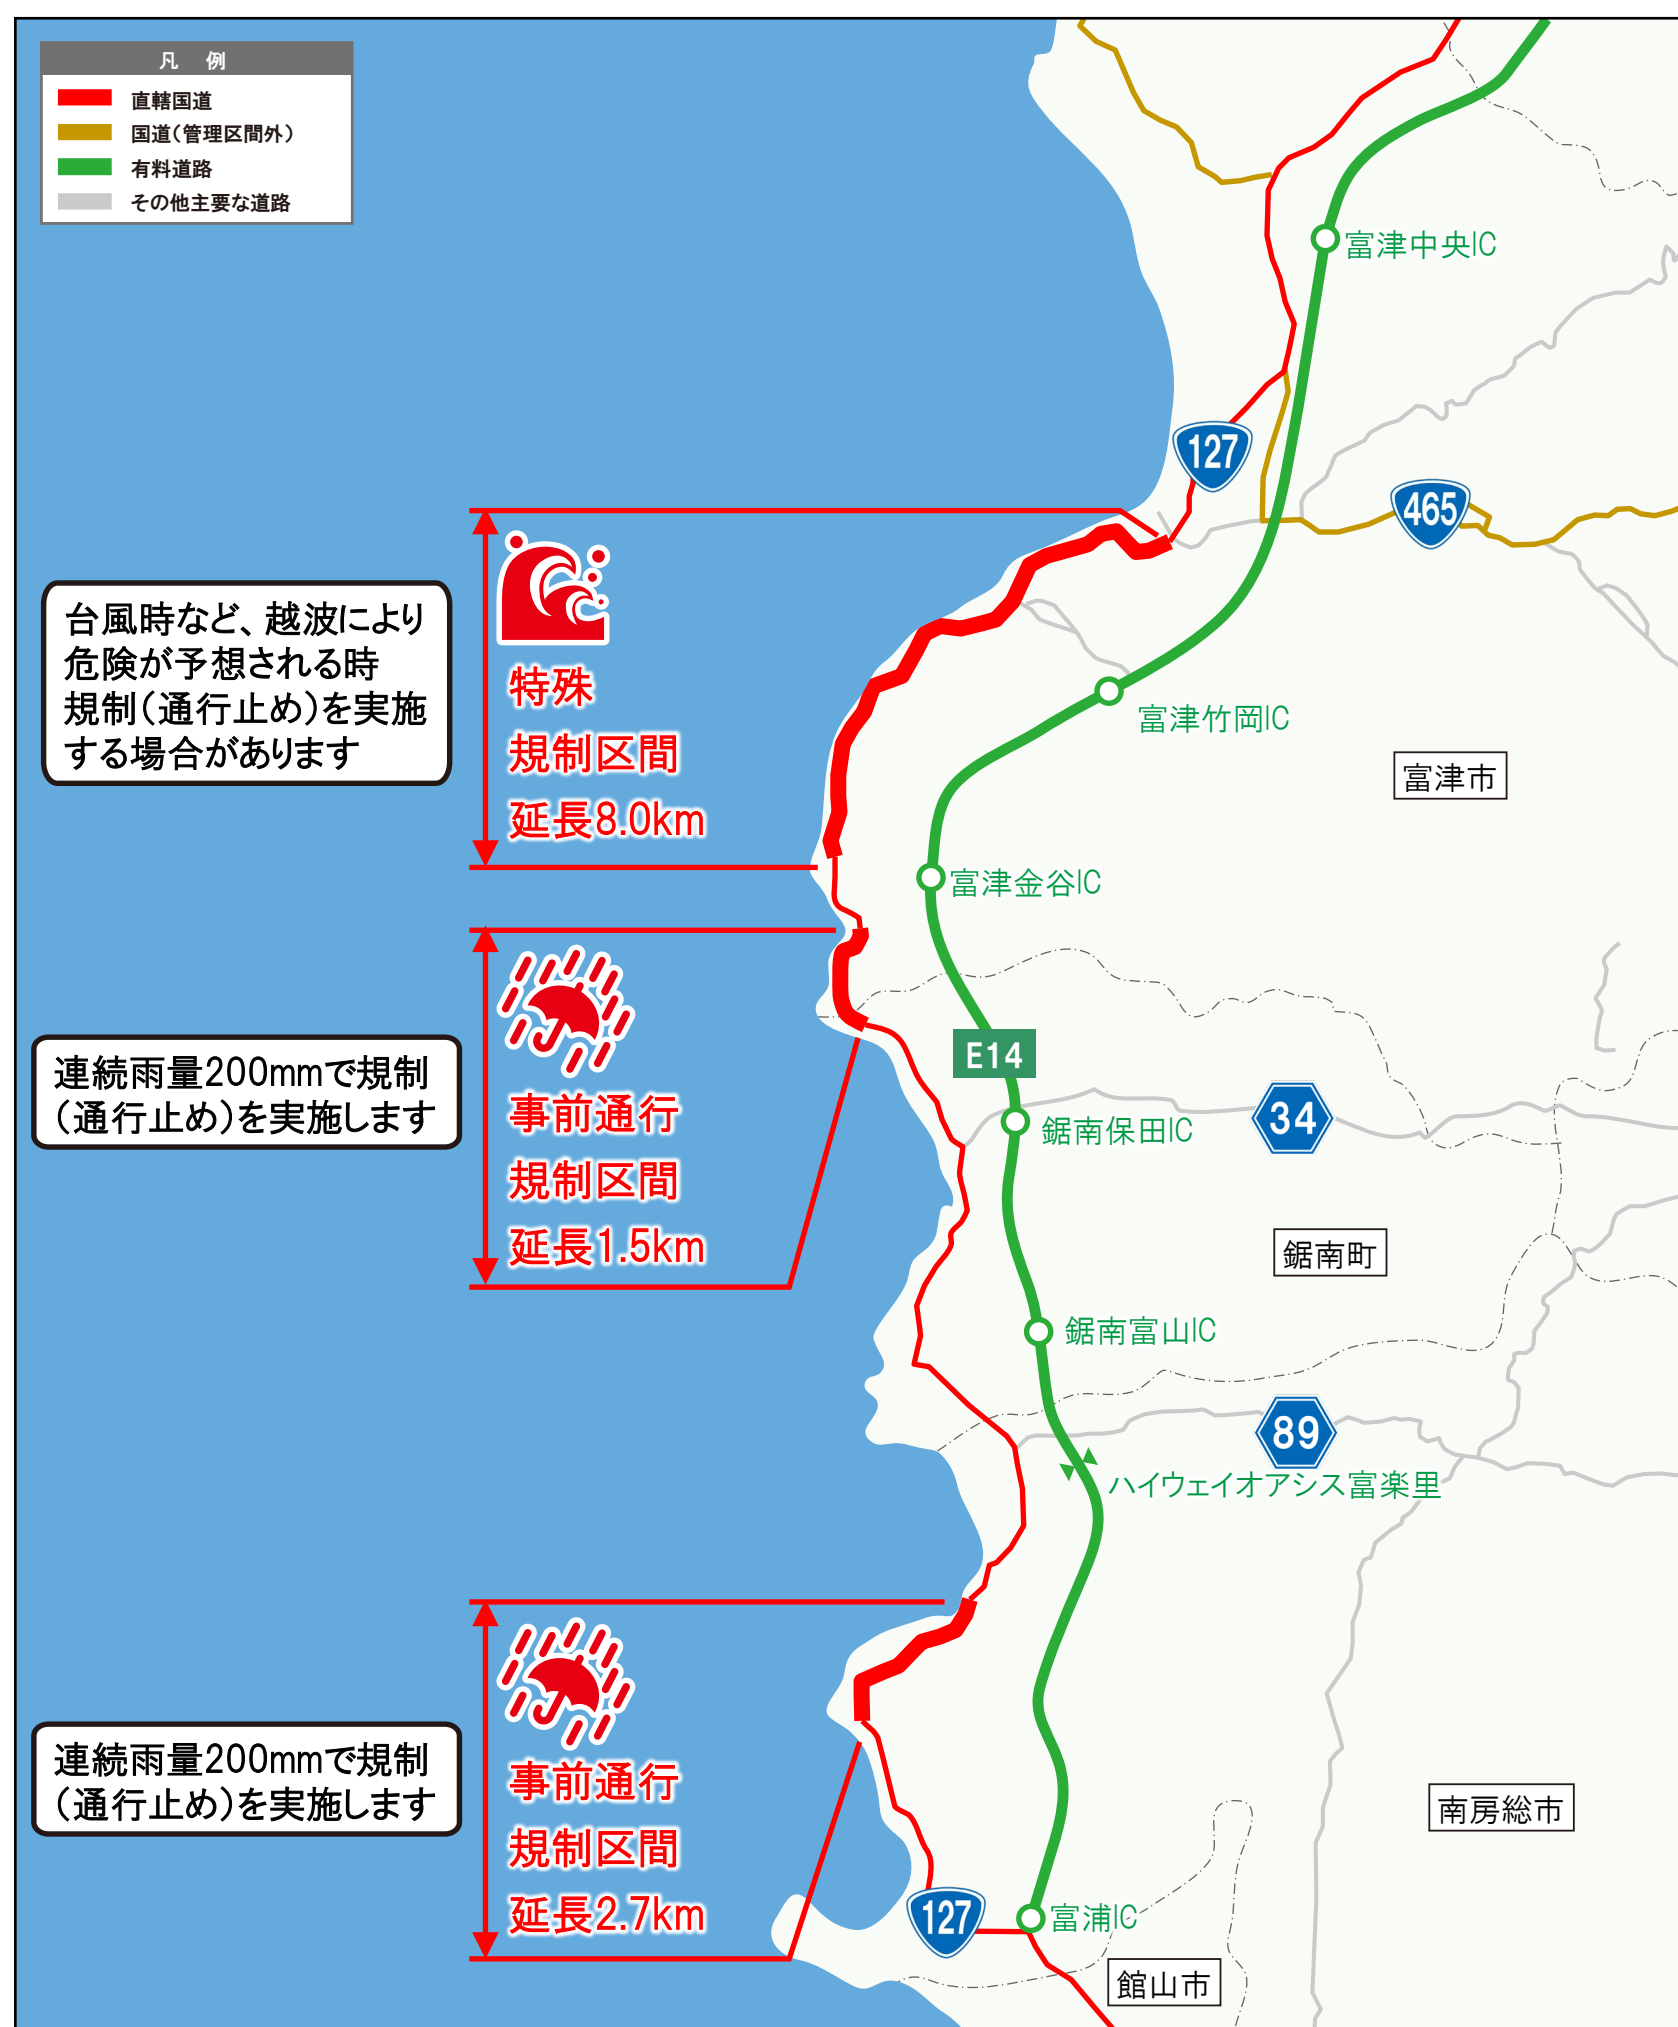 凡 例
直轄国道
国道(管理区間外)
有料道路
その他主要な道路
富津中央IC
127
465
台風時など、越波により
危険が予想される時
規制(通行止め)を実施
する場合があります
特殊
規制区間
延長8.0km
富津竹岡IC
富津市
富津金谷IC
連続雨量200mmで規制
(通行止め)を実施します
事前通行
規制区間
延長1.5km
E14
34
鋸南保田IC
鋸南町
鋸南富山IC
89
ハイウェイオアシス富楽里
連続雨量200mmで規制
(通行止め)を実施します
事前通行
規制区間
延長2.7km
南房総市
127
富浦IC
館山市